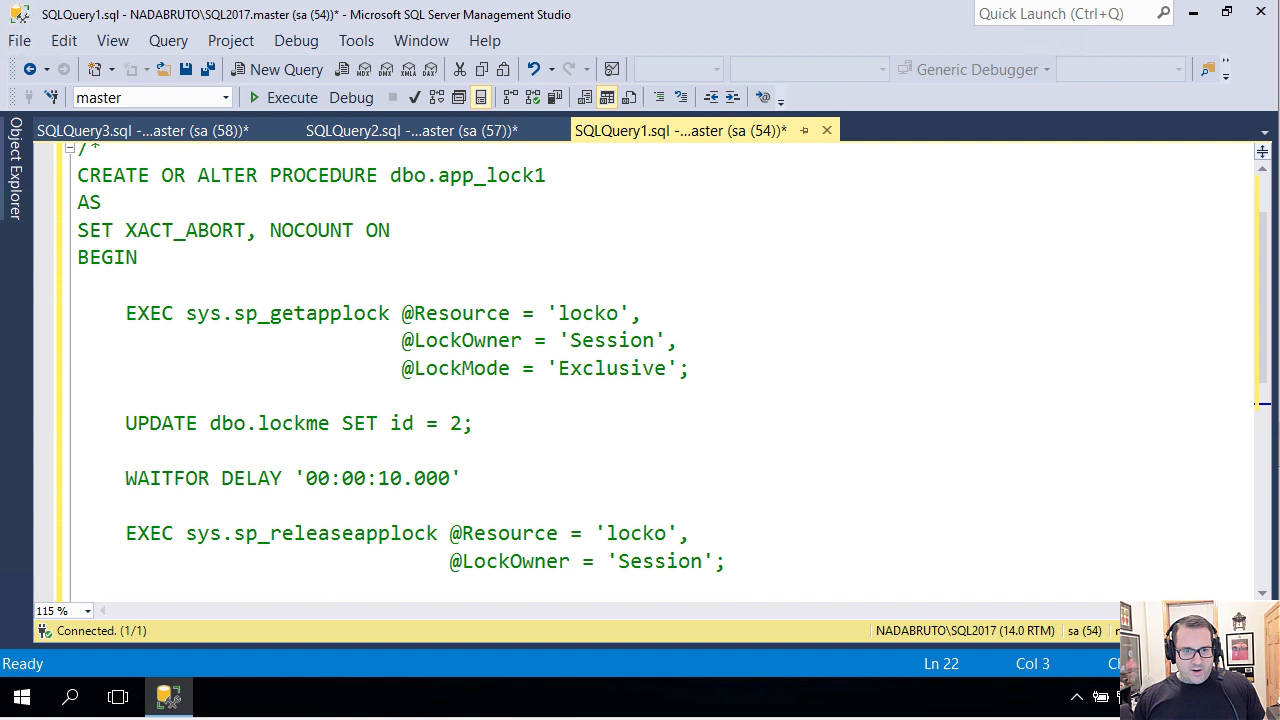 SQLQuery1.sql - NADABRUTO\SQL2017.master (sa (54))* - Microsoft SQL Server Management Studio
Quick Launch (Ctrl+Q)
File Edit View Query Project Debug Tools Window Help
New Query
MDX DMX XMLA DAX
Generic Debugger
master
Execute Debug
SQLQuery3.sql -...aster (sa (58))*
SQLQuery2.sql -...aster (sa (57))*
SQLQuery1.sql -...aster (sa (54))*
Object Explorer
/*
CREATE OR ALTER PROCEDURE dbo.app_lock1
AS
SET XACT_ABORT, NOCOUNT ON
BEGIN
EXEC sys.sp_getapplock @Resource = 'locko',
@LockOwner = 'Session',
@LockMode = 'Exclusive';
UPDATE dbo.lockme SET id = 2;
WAITFOR DELAY '00:00:10.000'
EXEC sys.sp_releaseapplock @Resource = 'locko',
@LockOwner = 'Session';
115 %
Connected. (1/1)
NADABRUTO\SQL2017 (14.0 RTM)
sa (54)
Ready
Ln 22
Col 3